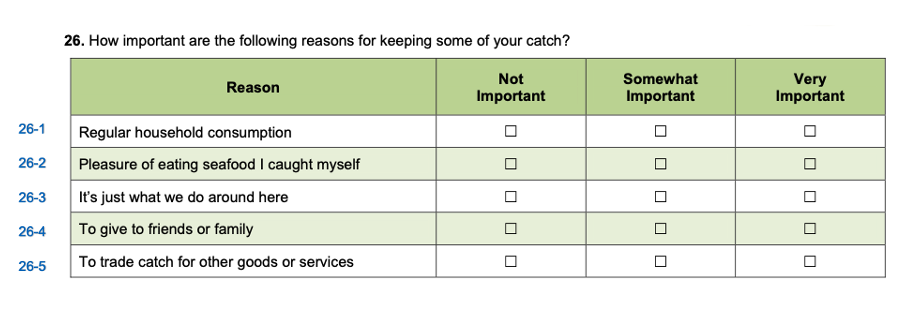 26. How important are the following reasons for keeping some of your catch?
Reason Not Important Somewhat Important Very Important
26-1 Regular household consumption ☐ ☐ ☐
26-2 Pleasure of eating seafood I caught myself ☐ ☐ ☐
26-3 It's just what we do around here ☐ ☐ ☐
26-4 To give to friends or family ☐ ☐ ☐
26-5 To trade catch for other goods or services ☐ ☐ ☐